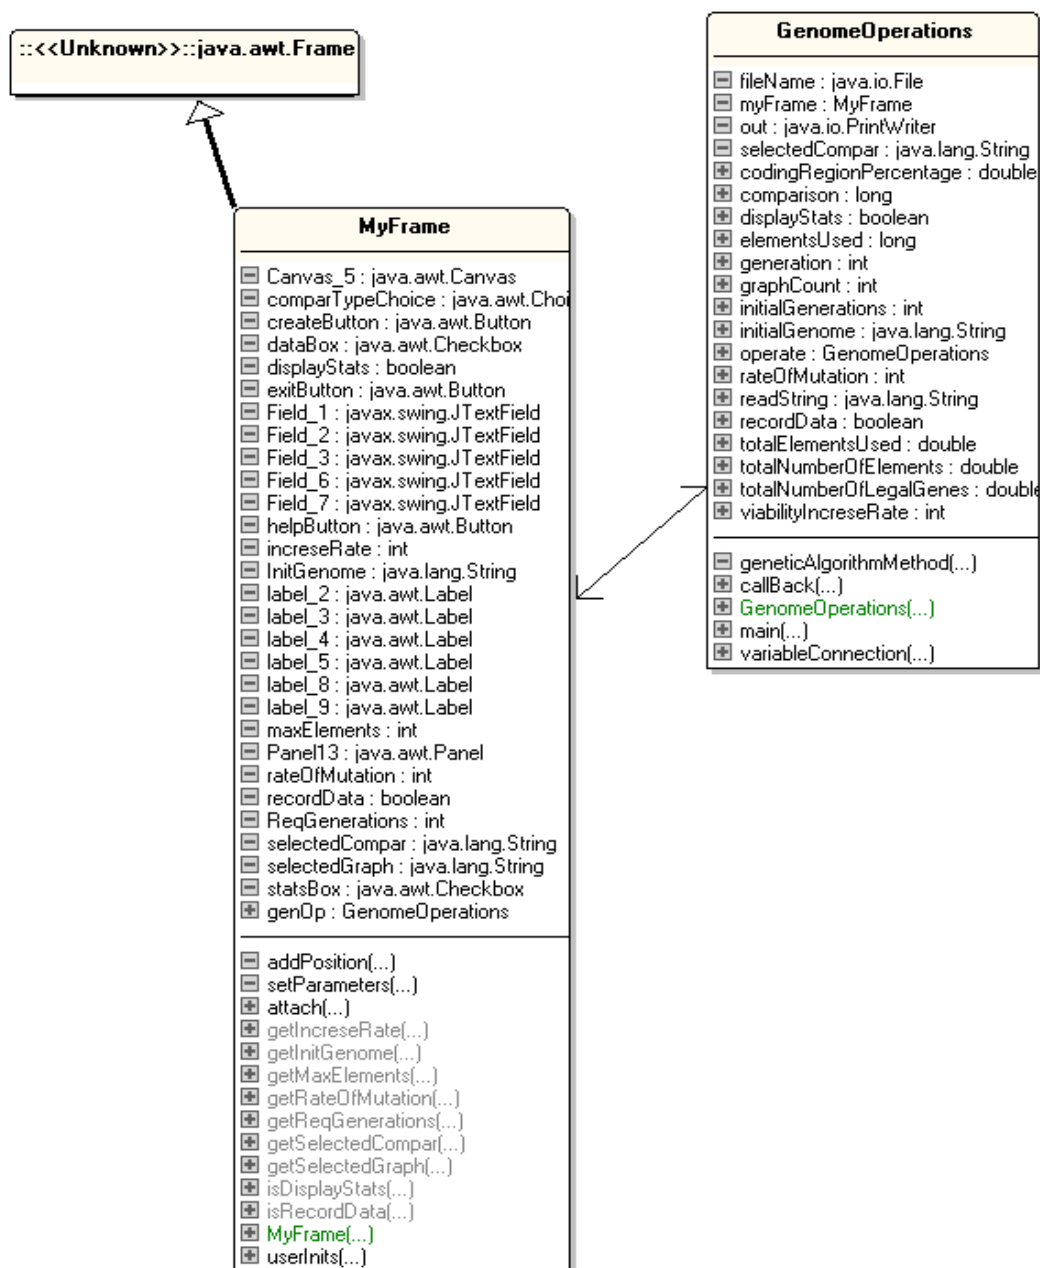 ::<<Unknown>>::java.awt.Frame
MyFrame
Canvas_5 : java.awt.Canvas
comparTypeChoice : java.awt.Choi
createButton : java.awt.Button
dataBox : java.awt.Checkbox
displayStats : boolean
exitButton : java.awt.Button
Field_1 : javax.swing.JTextField
Field_2 : javax.swing.JTextField
Field_3 : javax.swing.JTextField
Field_6 : javax.swing.JTextField
Field_7 : javax.swing.JTextField
helpButton : java.awt.Button
increseRate : int
InitGenome : java.lang.String
label_2 : java.awt.Label
label_3 : java.awt.Label
label_4 : java.awt.Label
label_5 : java.awt.Label
label_8 : java.awt.Label
label_9 : java.awt.Label
maxElements : int
Panel13 : java.awt.Panel
rateOfMutation : int
recordData : boolean
ReqGenerations : int
selectedCompar : java.lang.String
selectedGraph : java.lang.String
statsBox : java.awt.Checkbox
genOp : GenomeOperations
addPosition(...)
setParameters(...)
attach(...)
getIncreseRate(...)
getInitGenome(...)
getMaxElements(...)
getRateOfMutation(...)
getReqGenerations(...)
getSelectedCompar(...)
getSelectedGraph(...)
isDisplayStats(...)
isRecordData(...)
MyFrame(...)
userInits(...)
GenomeOperations
fileName : java.io.File
myFrame : MyFrame
out : java.io.PrintWriter
selectedCompar : java.lang.String
codingRegionPercentage : double
comparison : long
displayStats : boolean
elementsUsed : long
generation : int
graphCount : int
initialGenerations : int
initialGenome : java.lang.String
operate : GenomeOperations
rateOfMutation : int
readString : java.lang.String
recordData : boolean
totalElementsUsed : double
totalNumberOfElements : double
totalNumberOfLegalGenes : double
viabilityIncreseRate : int
geneticAlgorithmMethod(...)
callBack(...)
GenomeOperations(...)
main(...)
variableConnection(...)